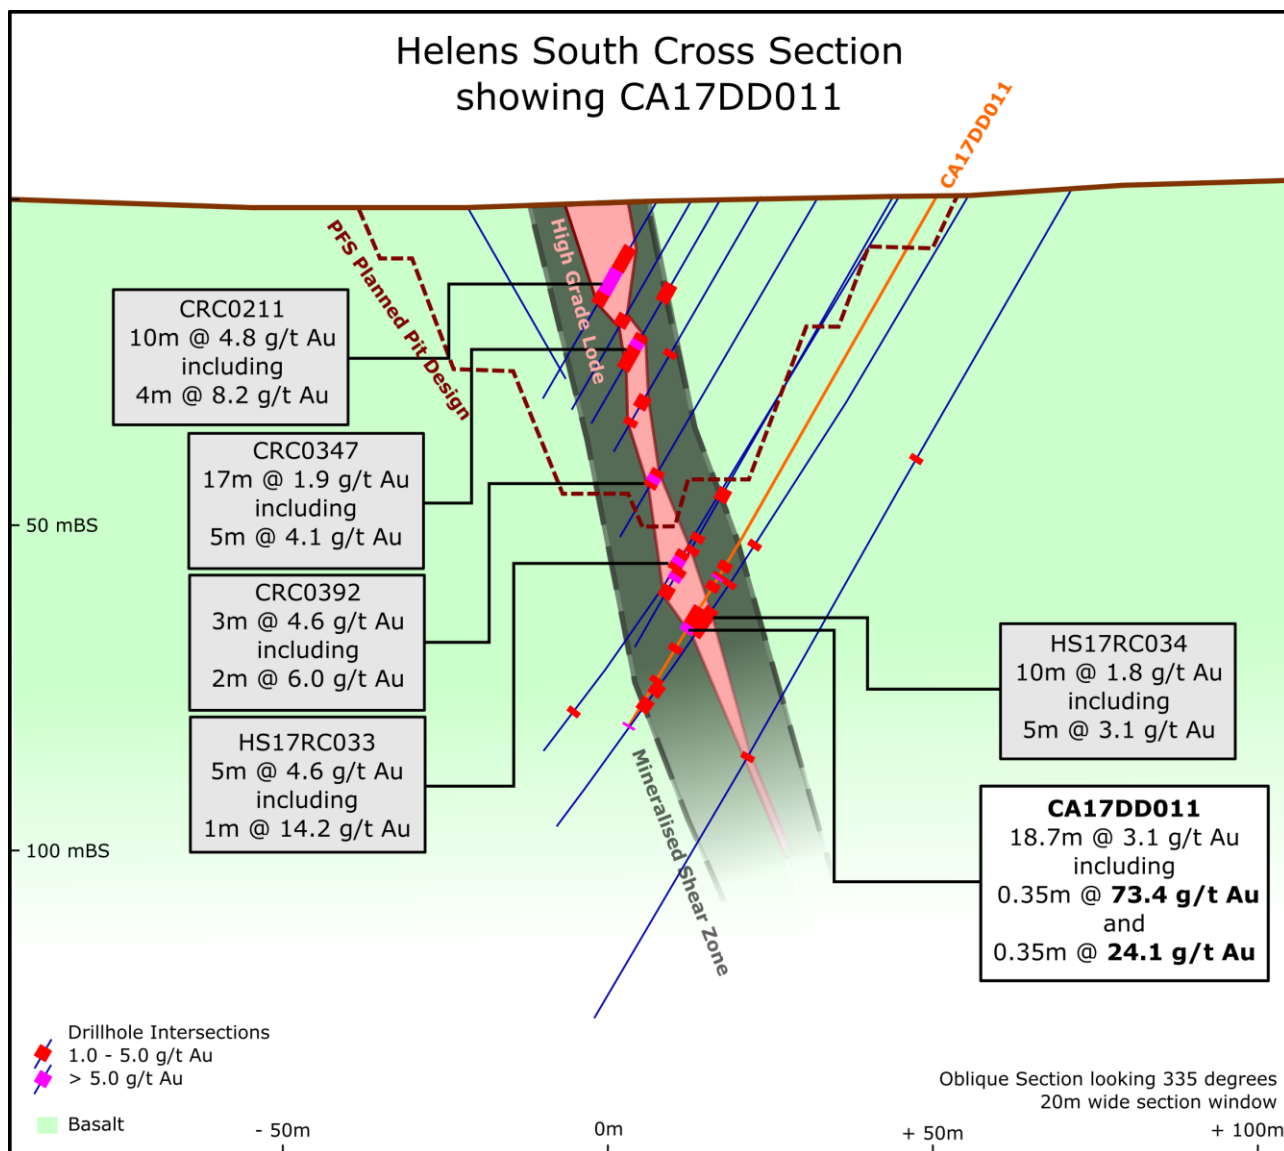 Helens South Cross Section
showing CA17DD011
CA17DD011
PFS Planned Pit Design
High Grade Lode
CRC0211
10m @ 4.8 g/t Au
including
4m @ 8.2 g/t Au
CRC0347
17m @ 1.9 g/t Au
including
5m @ 4.1 g/t Au
50 mBS
CRC0392
3m @ 4.6 g/t Au
including
2m @ 6.0 g/t Au
HS17RC033
5m @ 4.6 g/t Au
including
1m @ 14.2 g/t Au
100 mBS
HS17RC034
10m @ 1.8 g/t Au
including
5m @ 3.1 g/t Au
CA17DD011
18.7m @ 3.1 g/t Au
including
0.35m @ 73.4 g/t Au
and
0.35m @ 24.1 g/t Au
Mineralised Shear Zone
Drillhole Intersections
1.0 - 5.0 g/t Au
> 5.0 g/t Au
Basalt
Oblique Section looking 335 degrees
20m wide section window
- 50m
0m
+ 50m
+ 100m